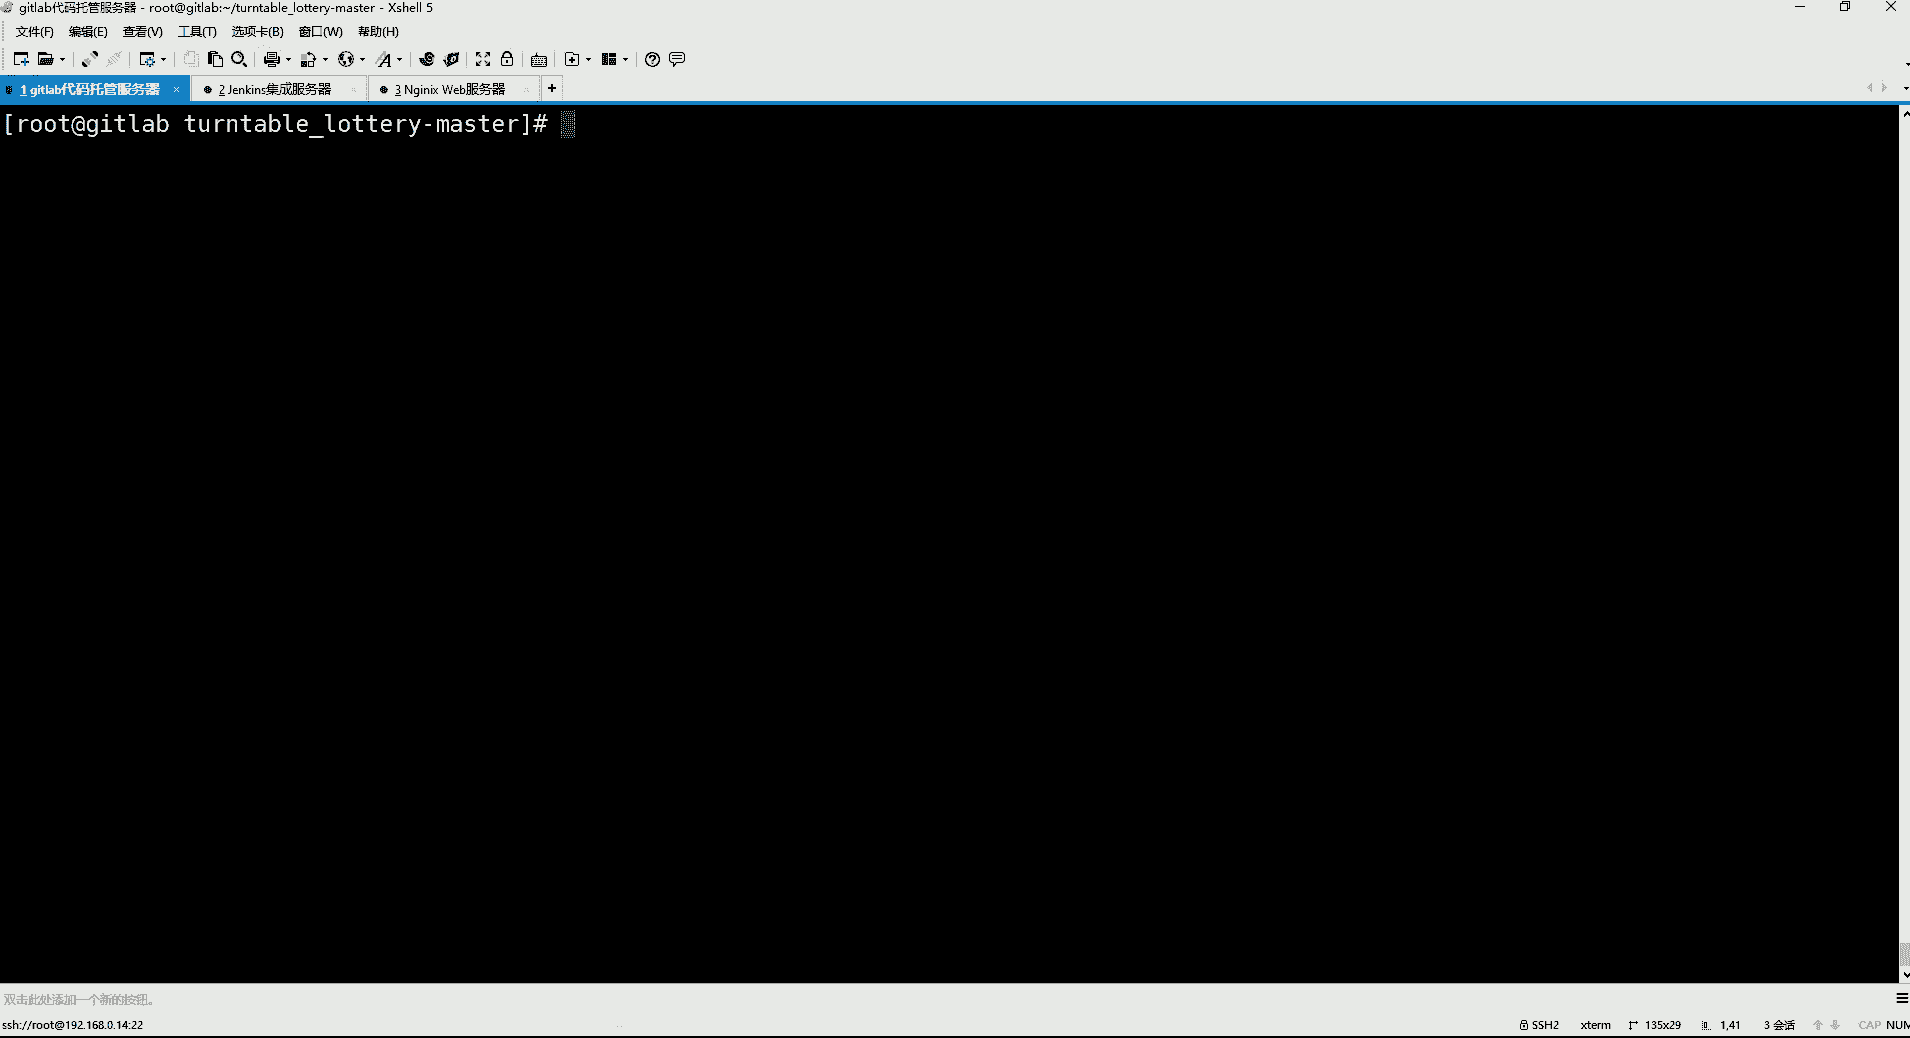 gitlab代码托管服务器 - root@gitlab:~/turntable_lottery-master - Xshell 5
文件(F) 编辑(E) 查看(V) 工具(T) 选项卡(B) 窗口(W) 帮助(H)
1 gitlab代码托管服务器 × 2 Jenkins集成服务器 3 Nginix Web服务器 +
[root@gitlab turntable_lottery-master]#
双击此处添加一个新的按钮。
ssh://root@192.168.0.14:22 SSH2 xterm 135x29 1,41 3 会话 CAP NUM